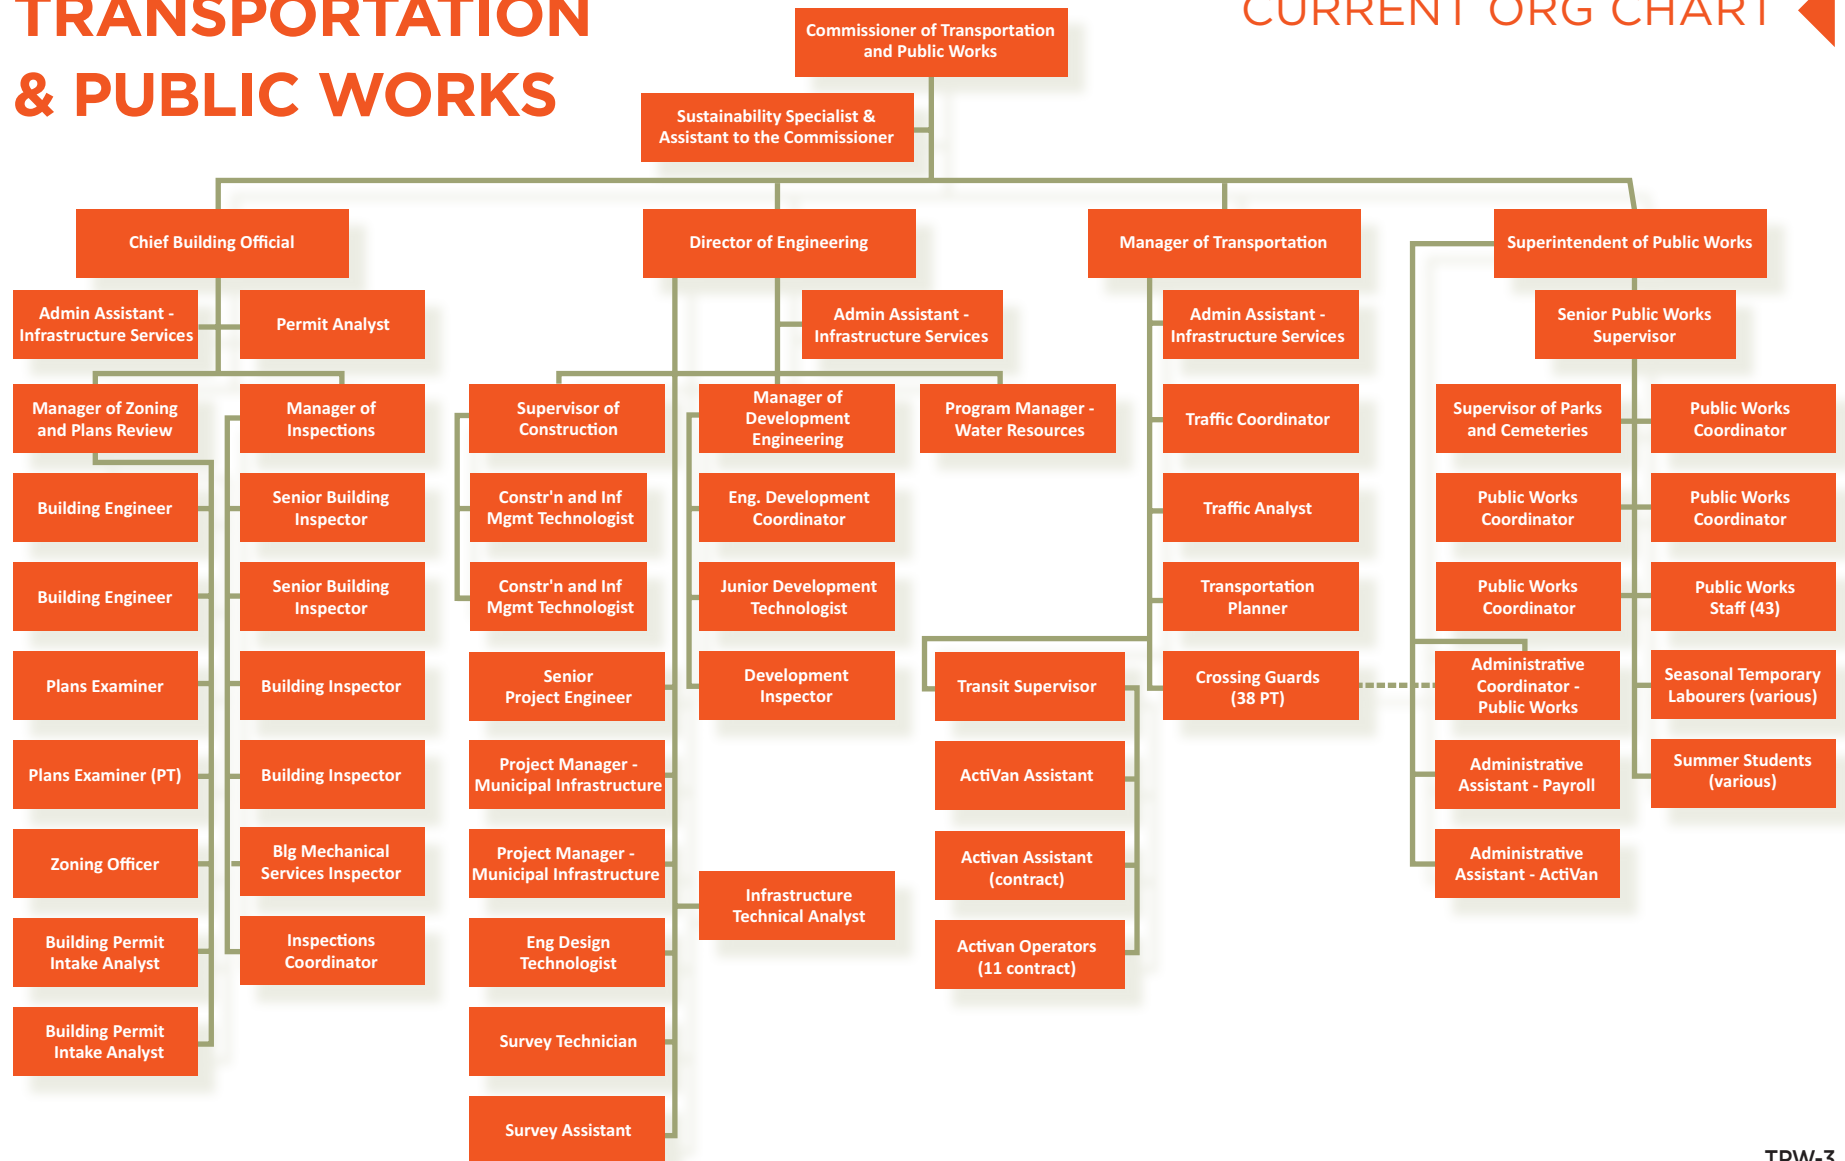 TRANSPORTATION
& PUBLIC WORKS
CURRENT ORG CHART
Commissioner of Transportation
and Public Works
Sustainability Specialist &
Assistant to the Commissioner
Chief Building Official
Director of Engineering
Manager of Transportation
Superintendent of Public Works
Admin Assistant -
Infrastructure Services
Permit Analyst
Manager of Zoning
and Plans Review
Manager of
Inspections
Building Engineer
Senior Building
Inspector
Building Engineer
Senior Building
Inspector
Plans Examiner
Building Inspector
Plans Examiner (PT)
Building Inspector
Zoning Officer
Blg Mechanical
Services Inspector
Building Permit
Intake Analyst
Inspections
Coordinator
Building Permit
Intake Analyst
Admin Assistant -
Infrastructure Services
Supervisor of
Construction
Manager of
Development
Engineering
Program Manager -
Water Resources
Constr'n and Inf
Mgmt Technologist
Eng. Development
Coordinator
Constr'n and Inf
Mgmt Technologist
Junior Development
Technologist
Senior
Project Engineer
Development
Inspector
Project Manager -
Municipal Infrastructure
Project Manager -
Municipal Infrastructure
Infrastructure
Technical Analyst
Eng Design
Technologist
Survey Technician
Survey Assistant
Admin Assistant -
Infrastructure Services
Traffic Coordinator
Traffic Analyst
Transportation
Planner
Transit Supervisor
Crossing Guards
(38 PT)
ActiVan Assistant
Activan Assistant
(contract)
Activan Operators
(11 contract)
Senior Public Works
Supervisor
Supervisor of Parks
and Cemeteries
Public Works
Coordinator
Public Works
Coordinator
Public Works
Coordinator
Public Works
Coordinator
Public Works
Staff (43)
Administrative
Coordinator -
Public Works
Seasonal Temporary
Labourers (various)
Administrative
Assistant - Payroll
Summer Students
(various)
Administrative
Assistant - ActiVan
TPW-3